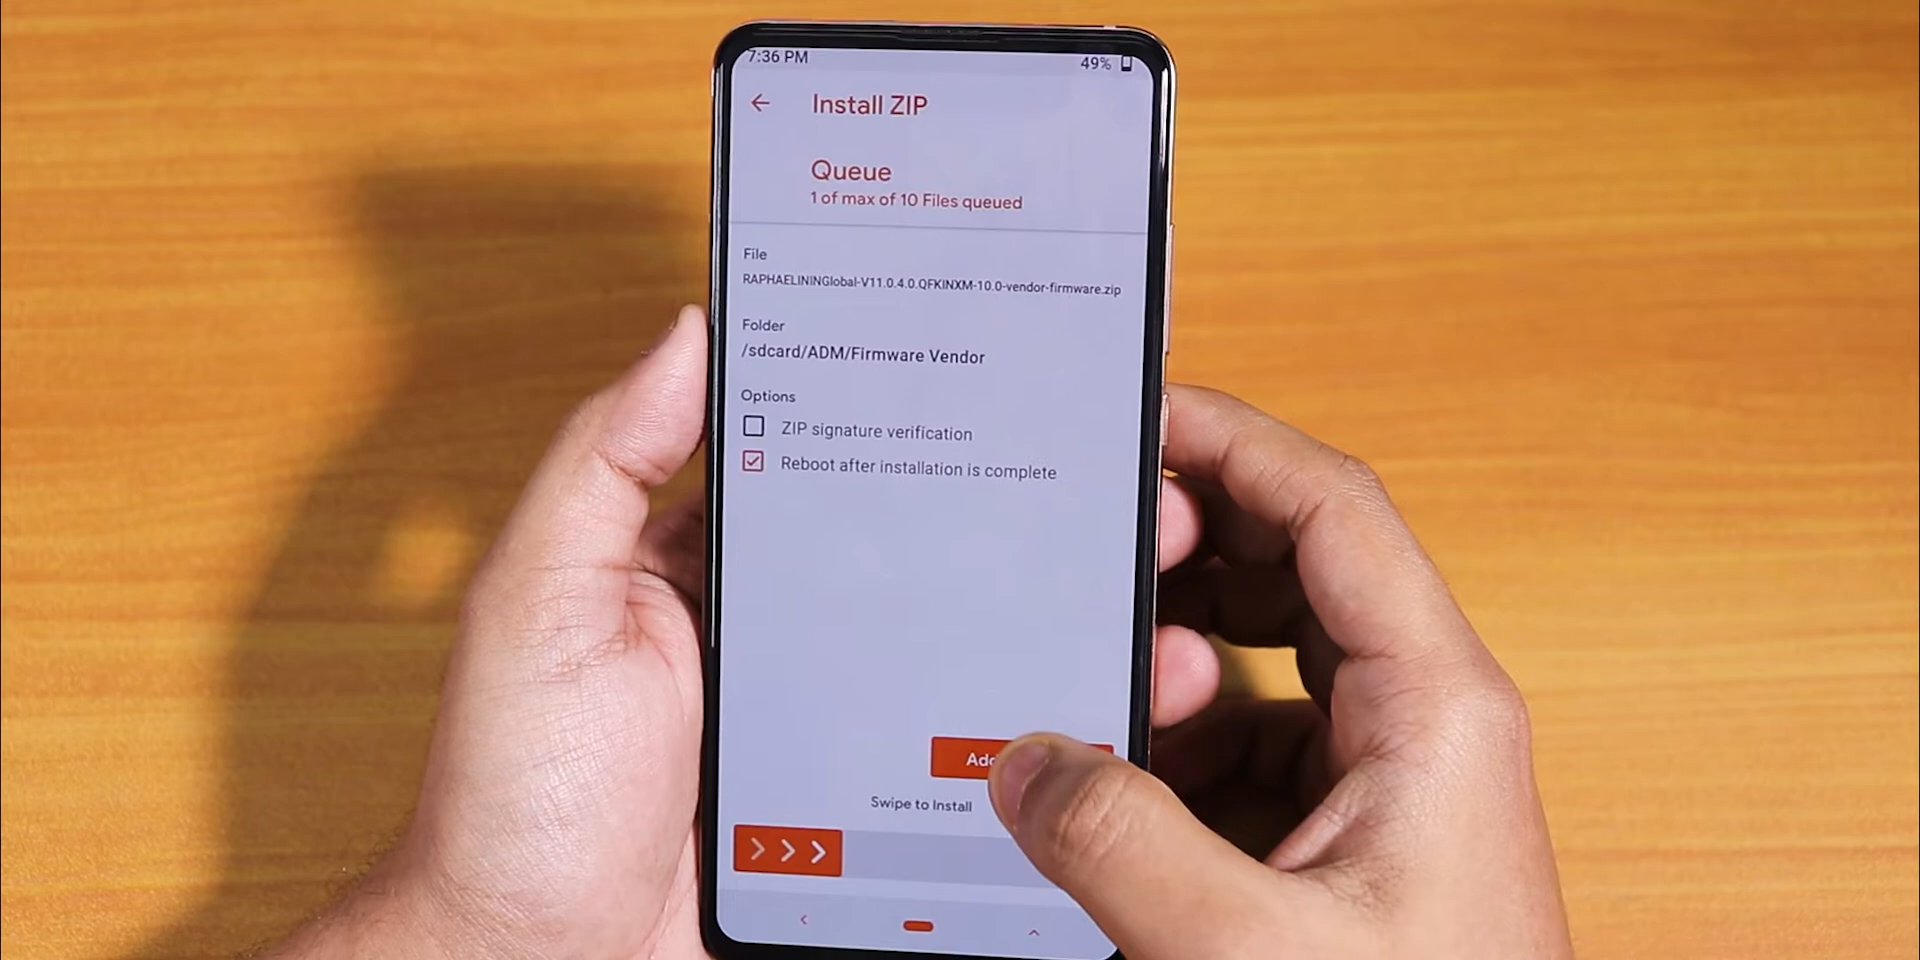 7:36 PM
49%
Install ZIP
Queue
1 of max of 10 Files queued
File
RAPHAELININGlobal-V11.0.4.0.QFKINXM-10.0-vendor-firmware.zip
Folder
/sdcard/ADM/Firmware Vendor
Options
ZIP signature verification
Reboot after installation is complete
Swipe to Install